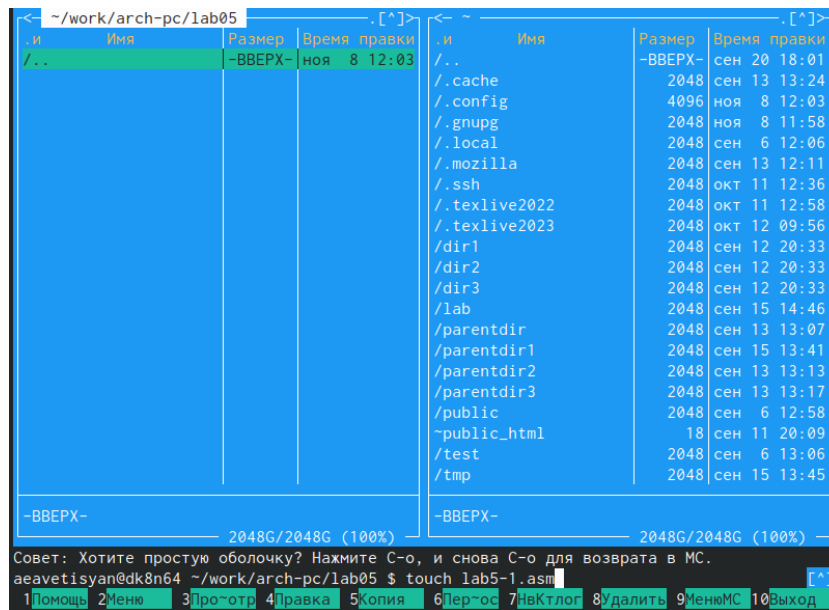 <- ~/work/arch-pc/lab05 .[^]>
.и Имя Размер Время правки
/.. -ВВЕРХ- ноя 8 12:03
-ВВЕРХ-
2048G/2048G (100%)
<- ~ .[^]>
.и Имя Размер Время правки
/.. -ВВЕРХ- сен 20 18:01
/.cache 2048 сен 13 13:24
/.config 4096 ноя 8 12:03
/.gnupg 2048 ноя 8 11:58
/.local 2048 сен 6 12:06
/.mozilla 2048 сен 13 12:11
/.ssh 2048 окт 11 12:36
/.texlive2022 2048 окт 11 12:58
/.texlive2023 2048 окт 12 09:56
/dir1 2048 сен 12 20:33
/dir2 2048 сен 12 20:33
/dir3 2048 сен 12 20:33
/lab 2048 сен 15 14:46
/parentdir 2048 сен 13 13:07
/parentdir1 2048 сен 15 13:41
/parentdir2 2048 сен 13 13:13
/parentdir3 2048 сен 13 13:17
/public 2048 сен 6 12:58
~public_html 18 сен 11 20:09
/test 2048 сен 6 13:06
/tmp 2048 сен 15 13:45
-ВВЕРХ-
2048G/2048G (100%)
Совет: Хотите простую оболочку? Нажмите C-o, и снова C-o для возврата в MC.
aeavetisyan@dk8n64 ~/work/arch-pc/lab05 $ touch lab5-1.asm [^]
1Помощь 2Меню 3Про~отр 4Правка 5Копия 6Пер~ос 7НвКтлог 8Удалить 9МенюMC 10Выход